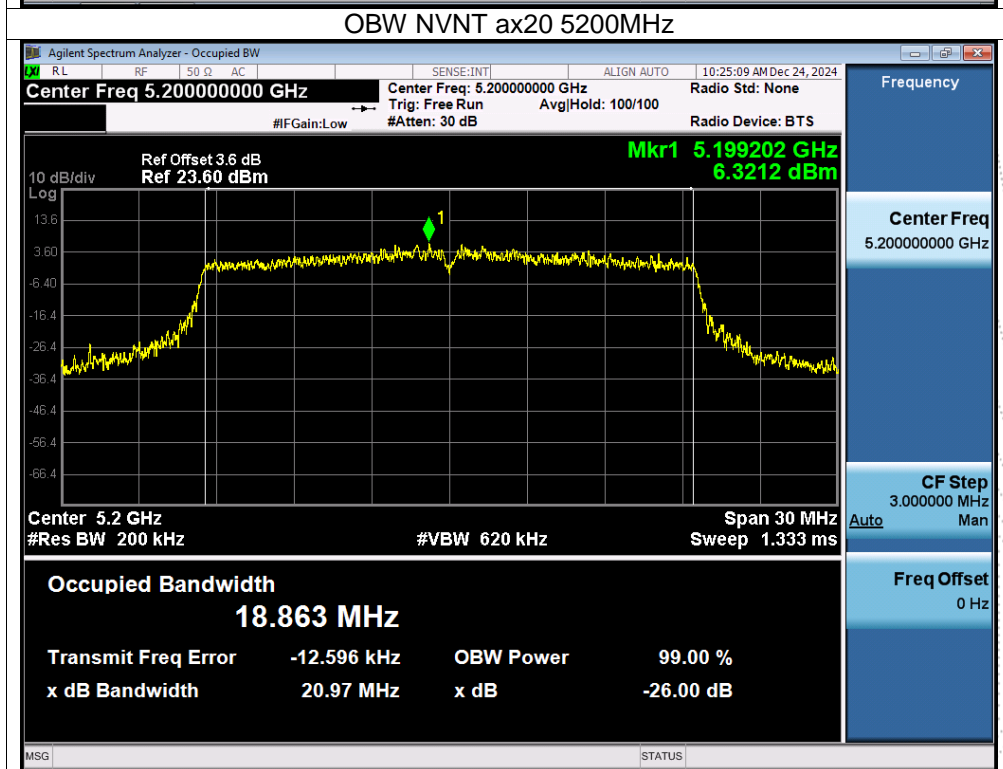 OBW NVNT ax20 5200MHz
Agilent Spectrum Analyzer - Occupied BW
LXI RL RF 50 Ω AC SENSE:INT ALIGN AUTO 10:25:09 AM Dec 24, 2024
Center Freq 5.200000000 GHz
Center Freq: 5.200000000 GHz Radio Std: None
Trig: Free Run Avg|Hold: 100/100
#IFGain:Low #Atten: 30 dB Radio Device: BTS
Mkr1 5.199202 GHz
6.3212 dBm
Ref Offset 3.6 dB
10 dB/div Ref 23.60 dBm
Log
1
13.6
3.60
-6.40
-16.4
-26.4
-36.4
-46.4
-56.4
-66.4
Center 5.2 GHz Span 30 MHz
#Res BW 200 kHz #VBW 620 kHz Sweep 1.333 ms
Occupied Bandwidth
18.863 MHz
Transmit Freq Error -12.596 kHz OBW Power 99.00 %
x dB Bandwidth 20.97 MHz x dB -26.00 dB
MSG STATUS
Frequency
Center Freq
5.200000000 GHz
CF Step
3.000000 MHz
Auto Man
Freq Offset
0 Hz